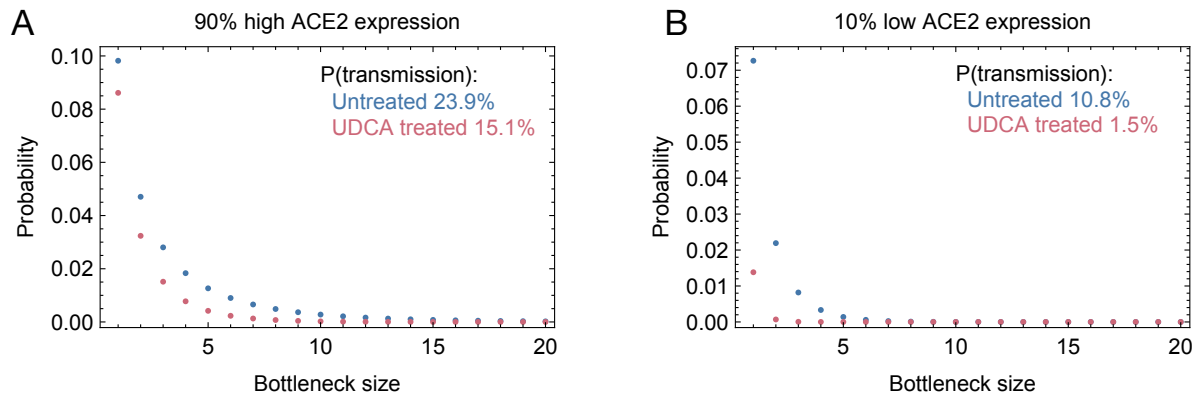 A
90% high ACE2 expression
P(transmission):
Untreated 23.9%
UDCA treated 15.1%
Probability
0.10
0.08
0.06
0.04
0.02
0.00
5
10
15
20
Bottleneck size
B
10% low ACE2 expression
P(transmission):
Untreated 10.8%
UDCA treated 1.5%
Probability
0.07
0.06
0.05
0.04
0.03
0.02
0.01
0.00
5
10
15
20
Bottleneck size